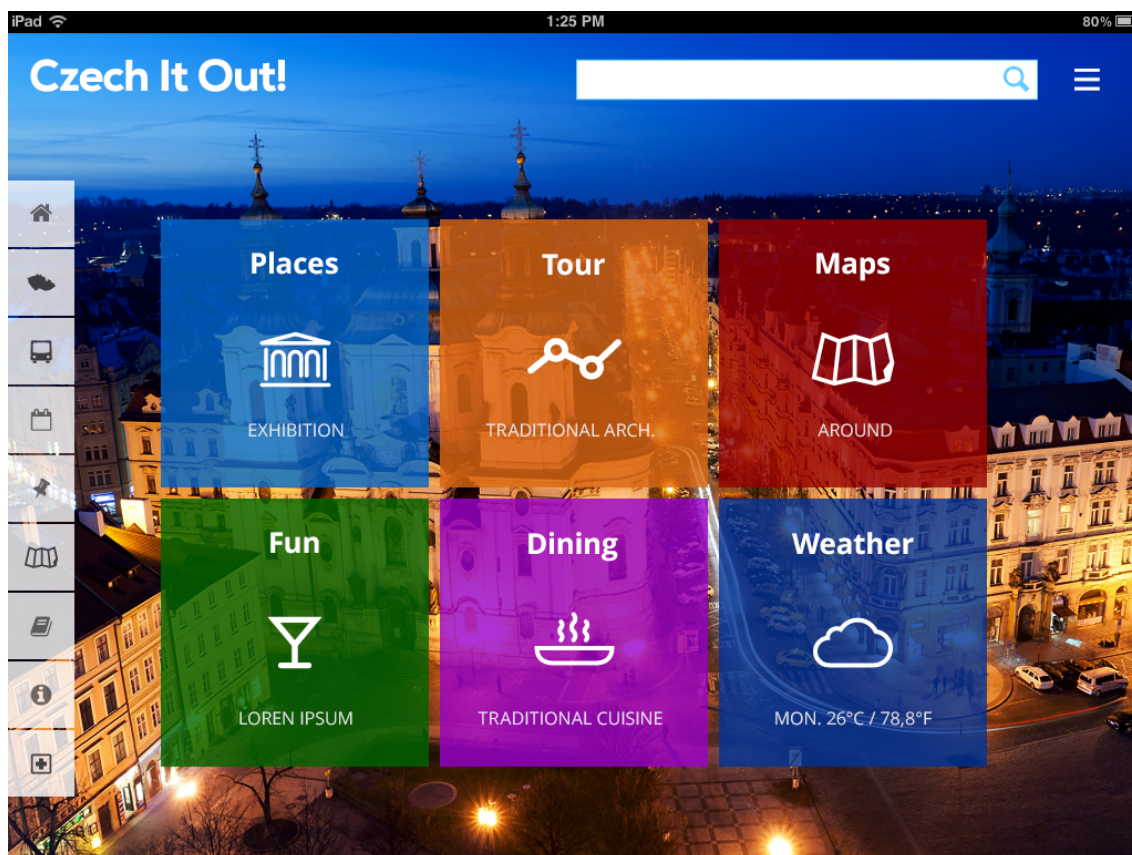 iPad 1:25 PM 80%
Czech It Out!
Places Tour Maps
EXHIBITION TRADITIONAL ARCH. AROUND
Fun Dining Weather
LOREN IPSUM TRADITIONAL CUISINE MON. 26°C / 78,8°F